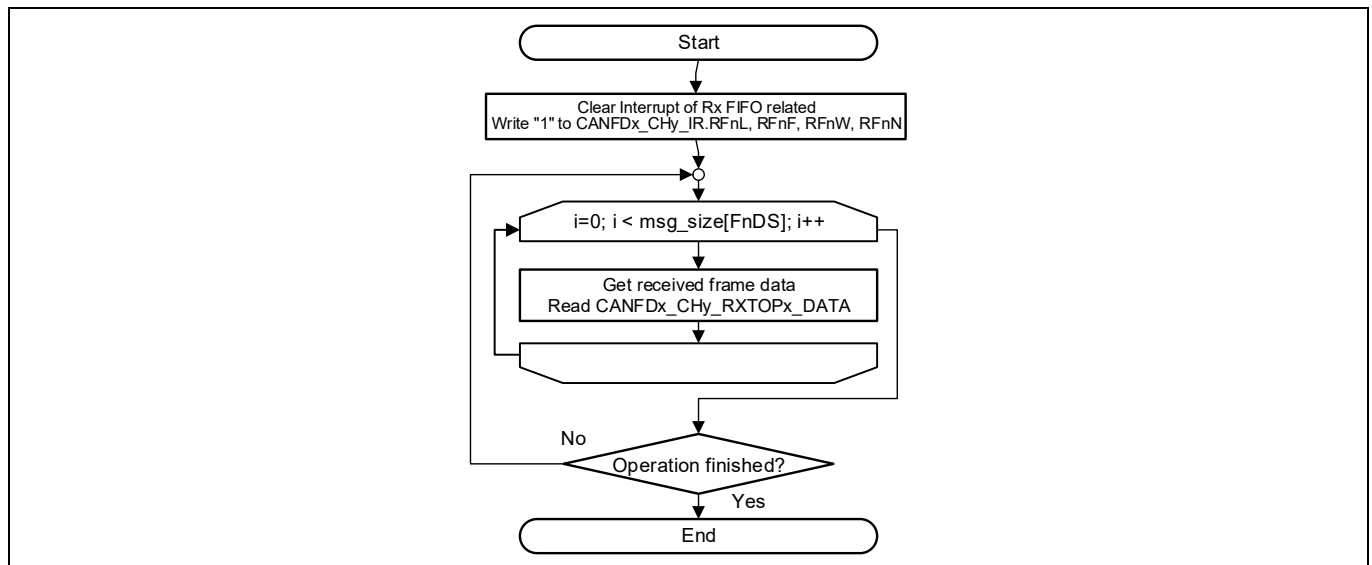 Start
Clear Interrupt of Rx FIFO related
Write "1" to CANFDx_CHy_IR.RFnL, RFnF, RFnW, RFnN
i=0; i < msg_size[FnDS]; i++
Get received frame data
Read CANFDx_CHy_RXTOPx_DATA
No
Operation finished?
Yes
End